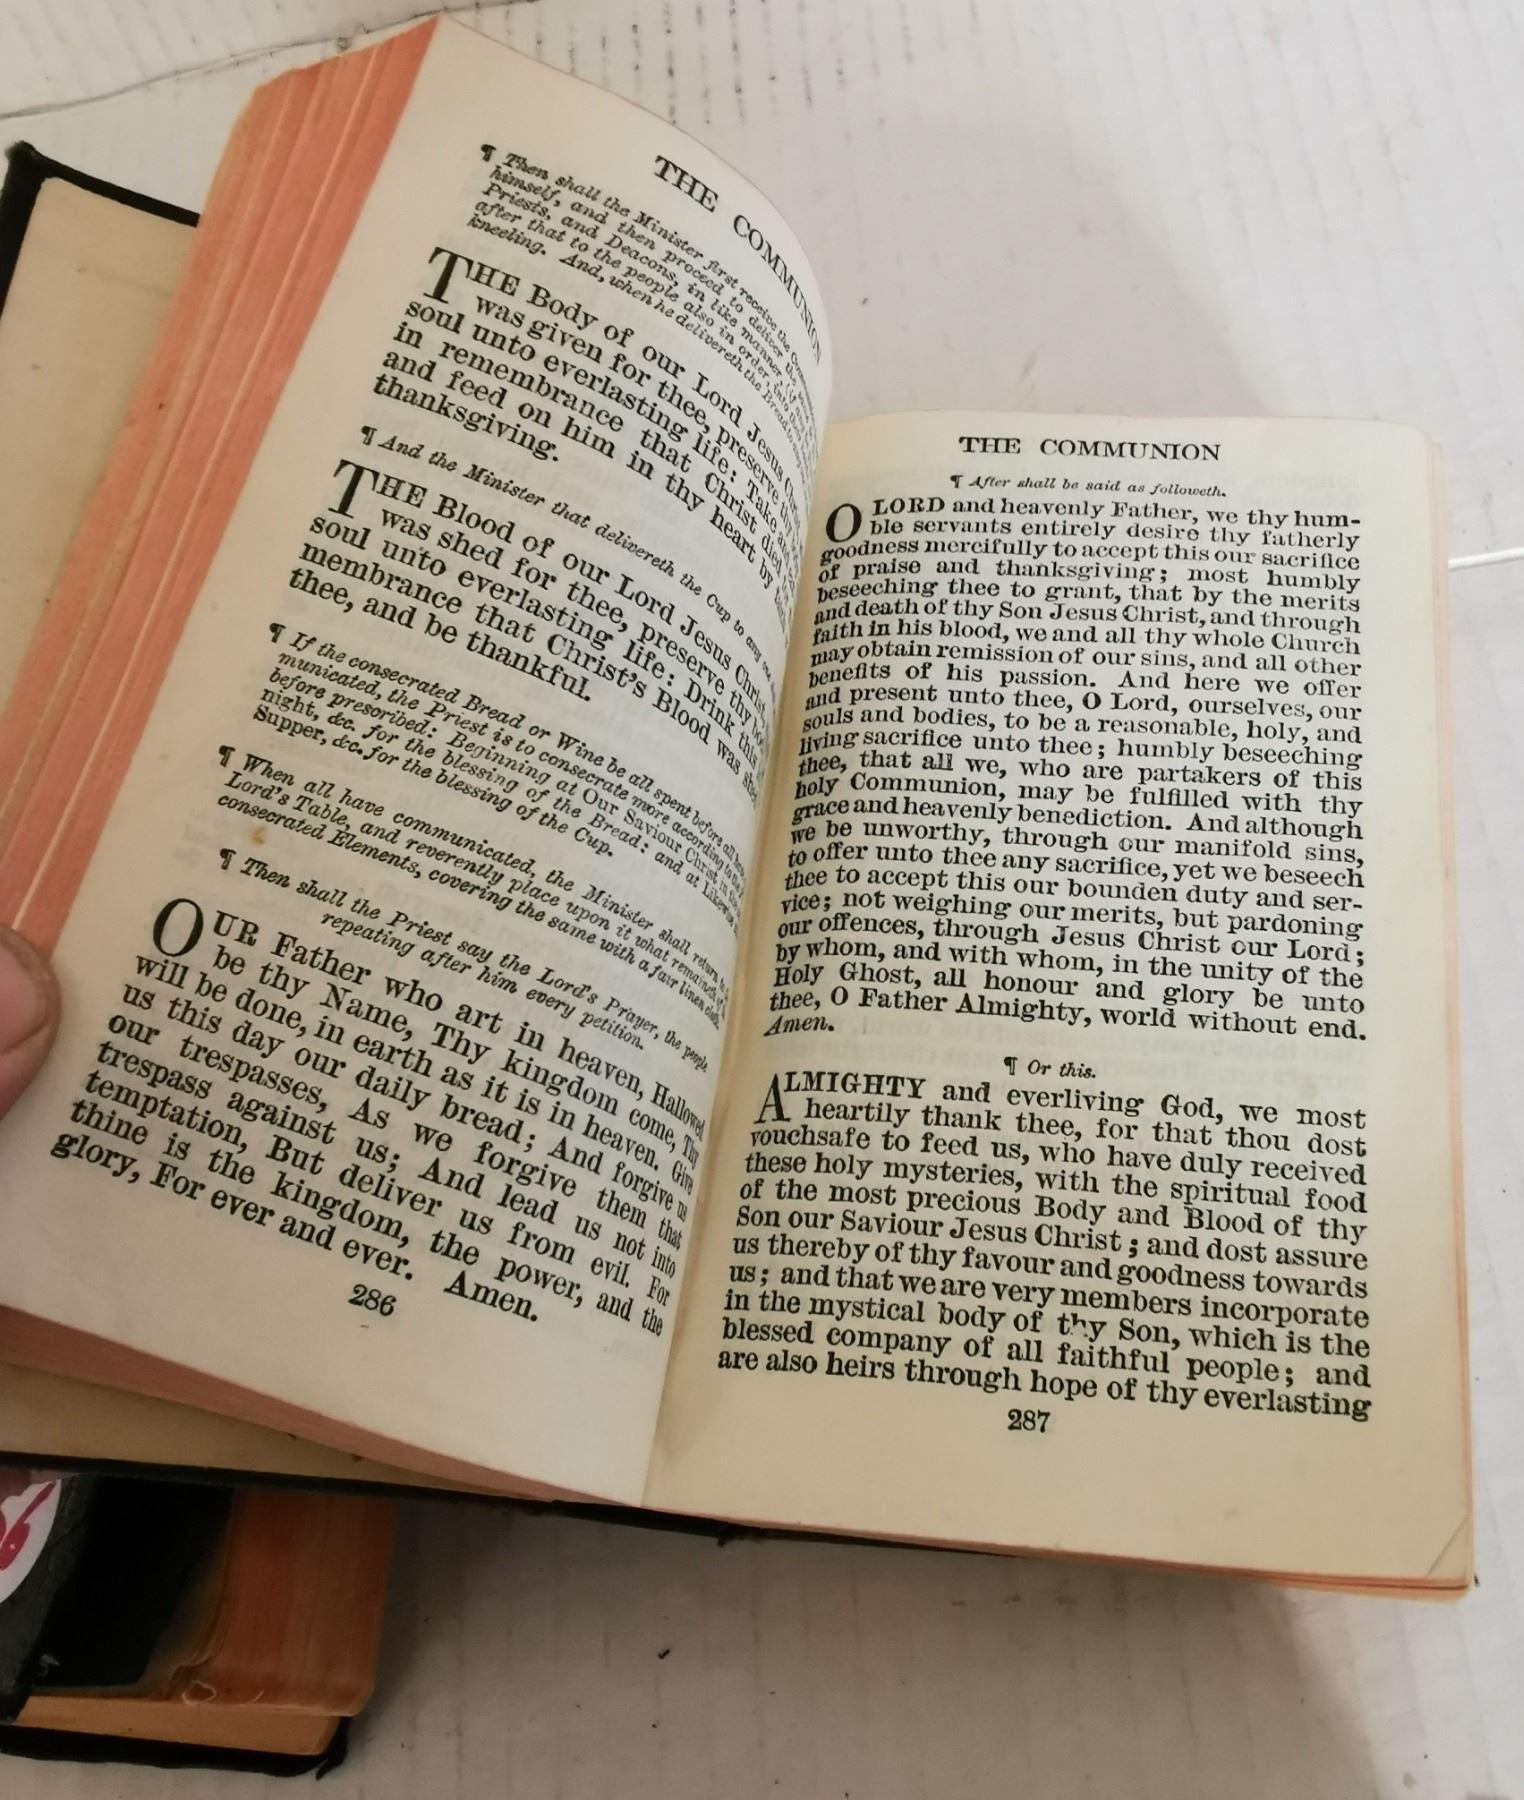 THE COMMUNION
¶ Then shall the Minister first receive the
himself, and then proceed to deliver the
Priests, and Deacons, in like manner, (if any
after that to the people also in order, into their
kneeling. And, when he delivereth the Bread to
THE Body of our Lord Jesus Christ,
was given for thee, preserve thy
soul unto everlasting life: Take and
in remembrance that Christ died
and feed on him in thy heart by
thanksgiving.
¶ And the Minister that delivereth the Cup to any one
THE Blood of our Lord Jesus Christ,
was shed for thee, preserve thy body
soul unto everlasting life: Drink this
membrance that Christ's Blood was shed
thee, and be thankful.
¶ If the consecrated Bread or Wine be all spent before all have
municated, the Priest is to consecrate more according to the
before prescribed: Beginning at Our Saviour Christ in the
night, &c. for the blessing of the Bread: and at Likewise
Supper, &c. for the blessing of the Cup.
¶ When all have communicated, the Minister shall return to
Lord's Table, and reverently place upon it what remaineth of
consecrated Elements, covering the same with a fair linen cloth.
¶ Then shall the Priest say the Lord's Prayer, the people
repeating after him every petition.
OUR Father who art in heaven, Hallowed
be thy Name, Thy kingdom come, Thy
will be done, in earth as it is in heaven. Give
us this day our daily bread; And forgive us
our trespasses, As we forgive them that
trespass against us; And lead us not into
temptation, But deliver us from evil. For
thine is the kingdom, the power, and the
glory, For ever and ever. Amen.
286
THE COMMUNION
¶ After shall be said as followeth.
O LORD and heavenly Father, we thy hum-
ble servants entirely desire thy fatherly
goodness mercifully to accept this our sacrifice
of praise and thanksgiving; most humbly
beseeching thee to grant, that by the merits
and death of thy Son Jesus Christ, and through
faith in his blood, we and all thy whole Church
may obtain remission of our sins, and all other
benefits of his passion. And here we offer
and present unto thee, O Lord, ourselves, our
souls and bodies, to be a reasonable, holy, and
living sacrifice unto thee; humbly beseeching
thee, that all we, who are partakers of this
holy Communion, may be fulfilled with thy
grace and heavenly benediction. And although
we be unworthy, through our manifold sins,
to offer unto thee any sacrifice, yet we beseech
thee to accept this our bounden duty and ser-
vice; not weighing our merits, but pardoning
our offences, through Jesus Christ our Lord;
by whom, and with whom, in the unity of the
Holy Ghost, all honour and glory be unto
thee, O Father Almighty, world without end.
Amen.
¶ Or this.
ALMIGHTY and everliving God, we most
heartily thank thee, for that thou dost
vouchsafe to feed us, who have duly received
these holy mysteries, with the spiritual food
of the most precious Body and Blood of thy
Son our Saviour Jesus Christ; and dost assure
us thereby of thy favour and goodness towards
us; and that we are very members incorporate
in the mystical body of thy Son, which is the
blessed company of all faithful people; and
are also heirs through hope of thy everlasting
287